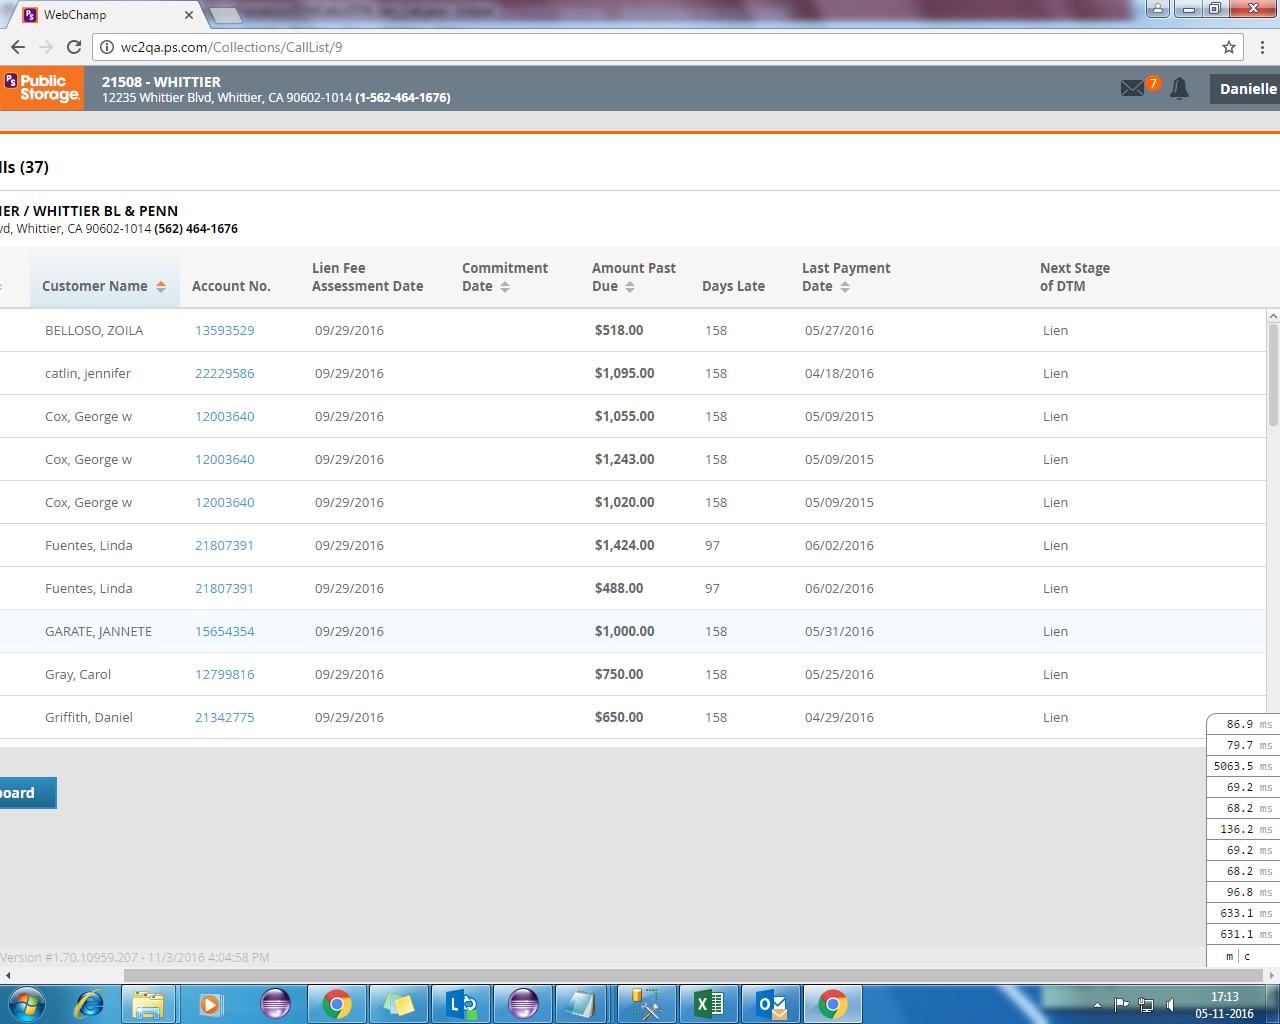 WebChamp
wc2qa.ps.com/Collections/CallList/9
PS Public Storage.
21508 - WHITTIER
12235 Whittier Blvd, Whittier, CA 90602-1014 (1-562-464-1676)
7
Danielle
lls (37)
IER / WHITTIER BL & PENN
vd, Whittier, CA 90602-1014 (562) 464-1676
Customer Name Account No. Lien Fee Assessment Date Commitment Date Amount Past Due Days Late Last Payment Date Next Stage of DTM
BELLOSO, ZOILA 13593529 09/29/2016 $518.00 158 05/27/2016 Lien
catlin, jennifer 22229586 09/29/2016 $1,095.00 158 04/18/2016 Lien
Cox, George w 12003640 09/29/2016 $1,055.00 158 05/09/2015 Lien
Cox, George w 12003640 09/29/2016 $1,243.00 158 05/09/2015 Lien
Cox, George w 12003640 09/29/2016 $1,020.00 158 05/09/2015 Lien
Fuentes, Linda 21807391 09/29/2016 $1,424.00 97 06/02/2016 Lien
Fuentes, Linda 21807391 09/29/2016 $488.00 97 06/02/2016 Lien
GARATE, JANNETE 15654354 09/29/2016 $1,000.00 158 05/31/2016 Lien
Gray, Carol 12799816 09/29/2016 $750.00 158 05/25/2016 Lien
Griffith, Daniel 21342775 09/29/2016 $650.00 158 04/29/2016 Lien
86.9 ms
79.7 ms
5063.5 ms
69.2 ms
68.2 ms
136.2 ms
69.2 ms
68.2 ms
96.8 ms
633.1 ms
631.1 ms
m c
board
Version #1.70.10959.207 - 11/3/2016 4:04:58 PM
17:13
05-11-2016